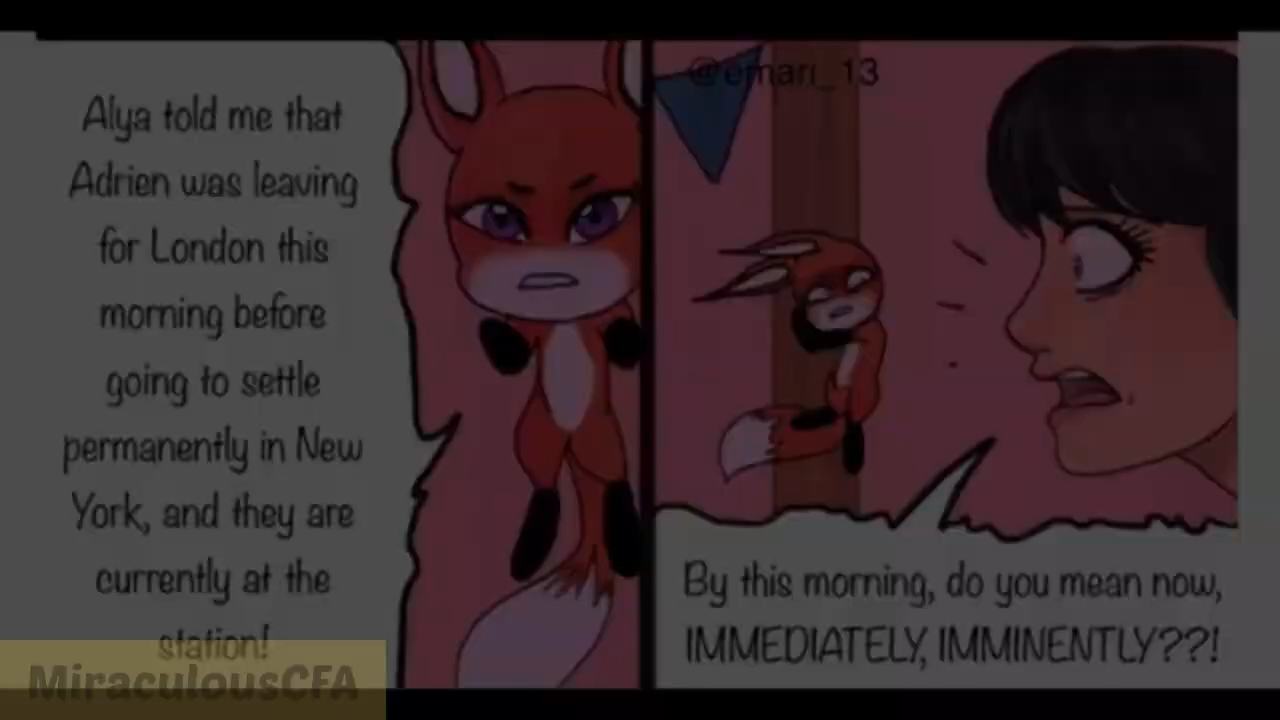 Alya told me that
Adrien was leaving
for London this
morning before
going to settle
permanently in New
York, and they are
currently at the
station!
MiraculousCFA
@emari_13
By this morning, do you mean now,
IMMEDIATELY, IMMINENTLY??!